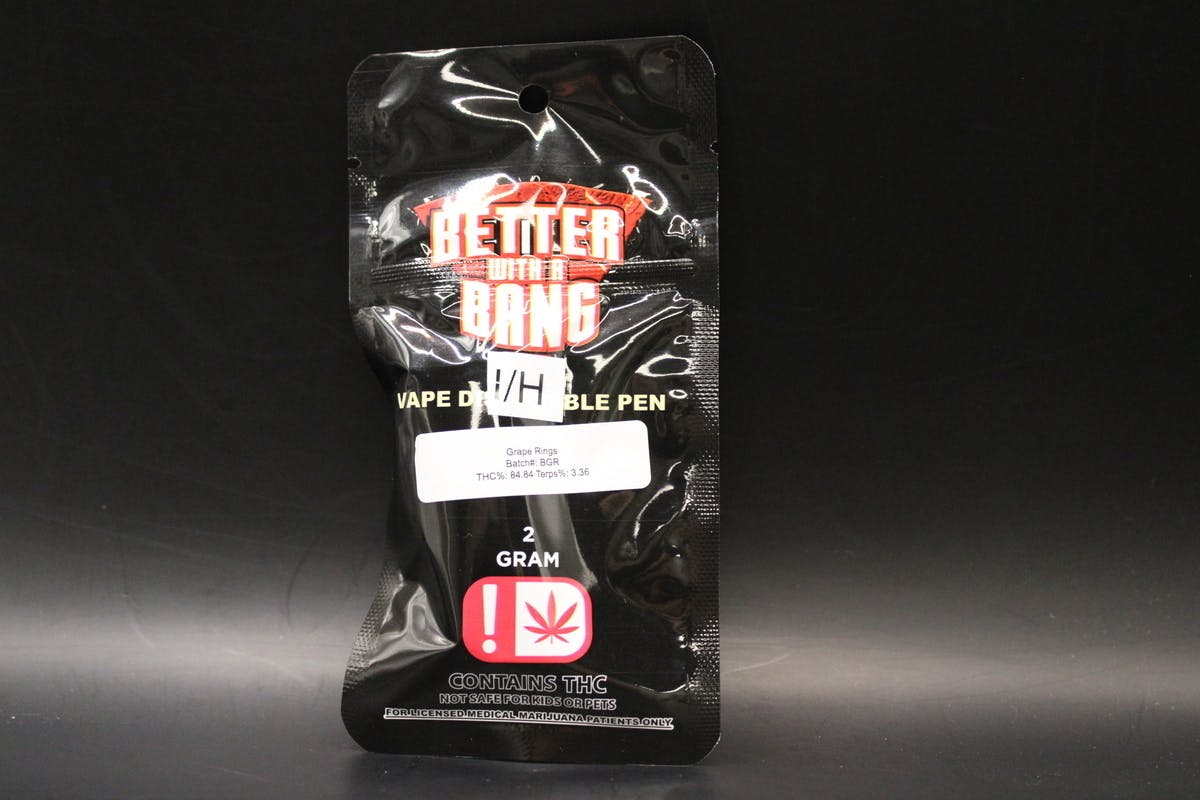 BETTER
WITH A
BANG
I/H
VAPE D BLE PEN
Grape Rings
Batch#: BGR
THC%: 84.84 Terps%: 3.36
2
GRAM
!
CONTAINS THC
NOT SAFE FOR KIDS OR PETS
FOR LICENSED MEDICAL MARIJUANA PATIENTS ONLY